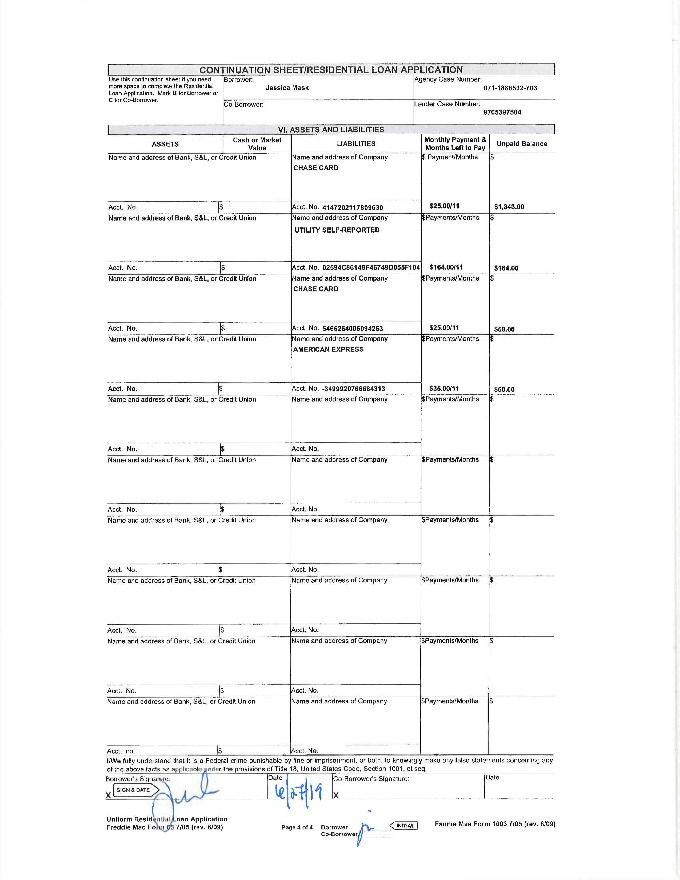 CONTINUATION SHEET/RESIDENTIAL LOAN APPLICATION
Use this continuation sheet if you need
more space to complete the Residential
Loan Application. Mark B for Borrower or
C for Co-Borrower.
Borrower:
Jessica Mask
Agency Case Number:
Co-Borrower:
Lender Case Number:
9705397504
VI. ASSETS AND LIABILITIES
ASSETS
Cash or Market
Value
LIABILITIES
Monthly Payment &
Months Left to Pay
Unpaid Balance
Name and address of Bank, S&L, or Credit Union
Name and address of Company
$ Payment/Months
$
CHASE CARD
Acct. No.
$
Acct. No. 4147202117809630
$25.00/11
$1,343.00
Name and address of Bank, S&L, or Credit Union
Name and address of Company
$Payments/Months
$
UTILITY SELF-REPORTED
Acct. No.
$
Acct. No.
$164.00/11
$164.00
Name and address of Bank, S&L, or Credit Union
Name and address of Company
$Payments/Months
$
CHASE CARD
Acct. No.
$
Acct. No. 5466264006094263
$25.00/11
$60.00
Name and address of Bank, S&L, or Credit Union
Name and address of Company
$Payments/Months
$
AMERICAN EXPRESS
Acct. No.
$
Acct. No. -3499920766684313
$35.00/11
$50.00
Name and address of Bank, S&L, or Credit Union
Name and address of Company
$Payments/Months
$
Acct. No.
$
Acct. No.
Name and address of Bank, S&L, or Credit Union
Name and address of Company
$Payments/Months
$
Acct. No.
$
Acct. No.
Name and address of Bank, S&L, or Credit Union
Name and address of Company
$Payments/Months
$
Acct. No.
$
Acct. No.
Name and address of Bank, S&L, or Credit Union
Name and address of Company
$Payments/Months
$
Acct. No.
$
Acct. No.
Name and address of Bank, S&L, or Credit Union
Name and address of Company
$Payments/Months
$
Acct. No.
$
Acct. No.
Name and address of Bank, S&L, or Credit Union
Name and address of Company
$Payments/Months
$
Acct. no.
$
Acct. No.
I/We fully understand that it is a Federal crime punishable by fine or imprisonment, or both, to knowingly make any false statements concerning any
of the above facts as applicable under the provisions of Title 18, United States Code, Section 1001, et seq.
Borrower's Signature:
Date
Co-Borrower's Signature:
Date
SIGN & DATE
X
6/27/19
X
Uniform Residential Loan Application
Freddie Mac Form 65 7/05 (rev. 6/09)
Page 4 of 4
Borrower
Co-Borrower
INITIAL
Fannie Mae Form 1003 7/05 (rev. 6/09)